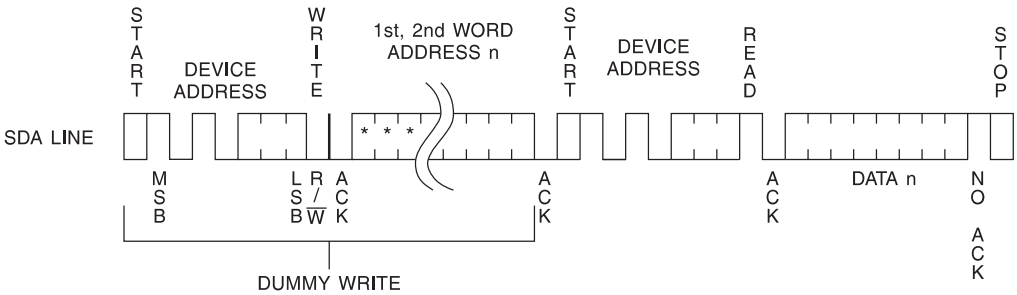 START
WRITE
START
READ
STOP
1st, 2nd WORD
ADDRESS n
DEVICE
ADDRESS
DEVICE
ADDRESS
SDA LINE
* * *
MSB
LSB
R/W
ACK
ACK
ACK
DATA n
NO ACK
DUMMY WRITE